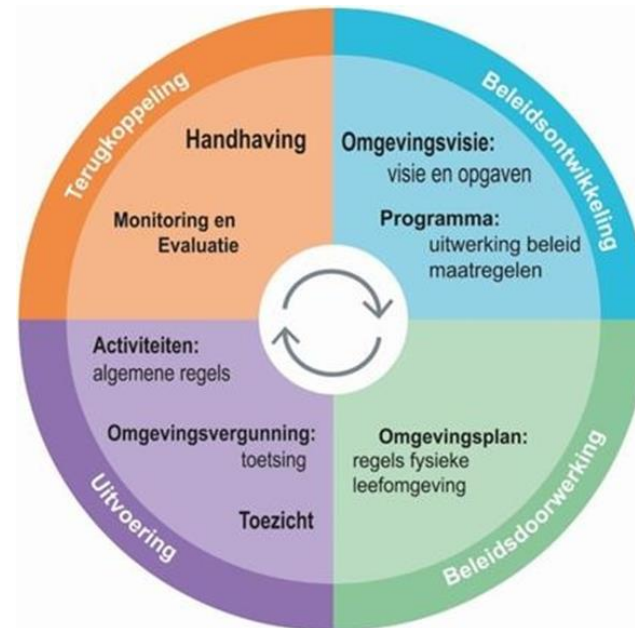 Beleidsontwikkeling
Omgevingsvisie:
visie en opgaven
Programma:
uitwerking beleid
maatregelen
Beleidsdoorwerking
Omgevingsplan:
regels fysieke
leefomgeving
Uitvoering
Activiteiten:
algemene regels
Omgevingsvergunning:
toetsing
Toezicht
Terugkoppeling
Handhaving
Monitoring en
Evaluatie